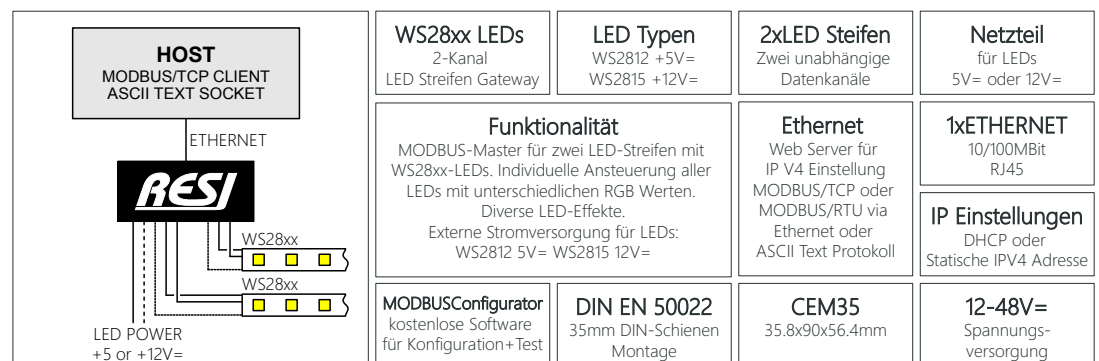 HOST
MODBUS/TCP CLIENT
ASCII TEXT SOCKET
ETHERNET
RESI
WS28xx
WS28xx
LED POWER
+5 or +12V=
WS28xx LEDs
2-Kanal
LED Streifen Gateway
LED Typen
WS2812 +5V=
WS2815 +12V=
2xLED Steifen
Zwei unabhängige
Datenkanäle
Netzteil
für LEDs
5V= oder 12V=
Funktionalität
MODBUS-Master für zwei LED-Streifen mit
WS28xx-LEDs. Individuelle Ansteuerung aller
LEDs mit unterschiedlichen RGB Werten.
Diverse LED-Effekte.
Externe Stromversorgung für LEDs:
WS2812 5V= WS2815 12V=
Ethernet
Web Server für
IP V4 Einstellung
MODBUS/TCP oder
MODBUS/RTU via
Ethernet oder
ASCII Text Protokoll
1xETHERNET
10/100MBit
RJ45
IP Einstellungen
DHCP oder
Statische IPV4 Adresse
MODBUSConfigurator
kostenlose Software
für Konfiguration+Test
DIN EN 50022
35mm DIN-Schienen
Montage
CEM35
35.8x90x56.4mm
12-48V=
Spannungs-
versorgung